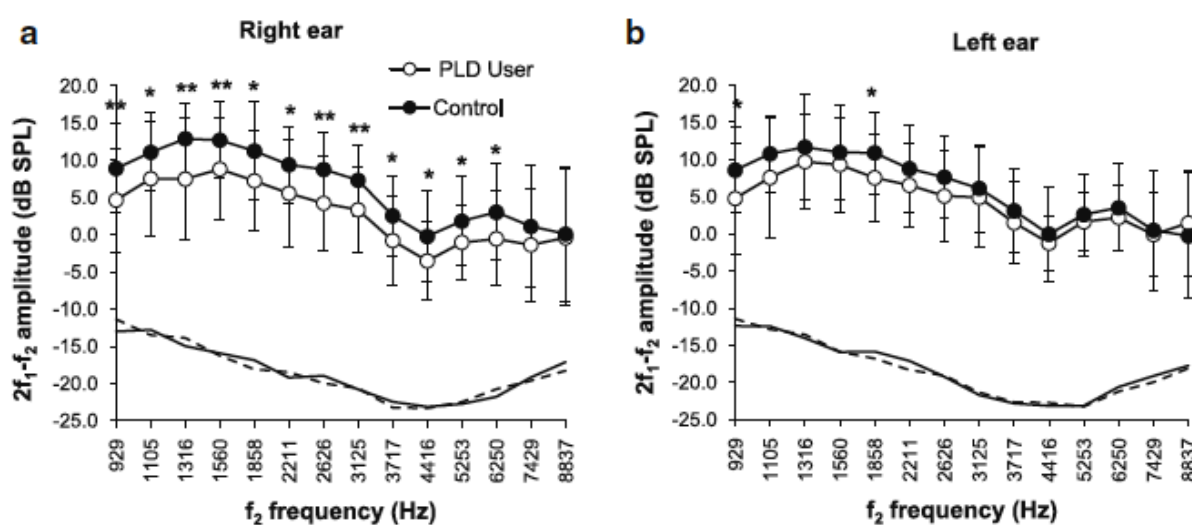 a
Right ear
PLD User
Control
** * ** ** * * ** ** * * * *
20.0
15.0
10.0
5.0
0.0
-5.0
-10.0
-15.0
-20.0
-25.0
2f1-f2 amplitude (dB SPL)
929 1105 1316 1560 1858 2211 2626 3125 3717 4416 5253 6250 7429 8837
f2 frequency (Hz)
b
Left ear
* *
20.0
15.0
10.0
5.0
0.0
-5.0
-10.0
-15.0
-20.0
-25.0
2f1-f2 amplitude (dB SPL)
929 1105 1316 1560 1858 2211 2626 3125 3717 4416 5253 6250 7429 8837
f2 frequency (Hz)